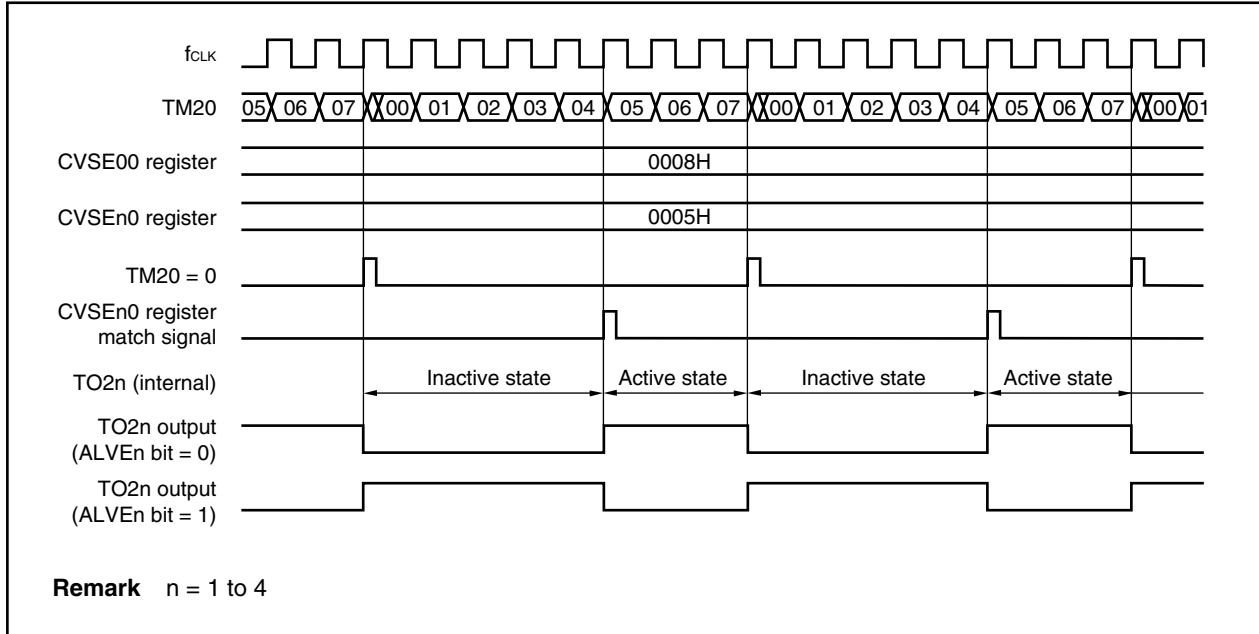 fCLK
TM20 05 06 07 00 01 02 03 04 05 06 07 00 01 02 03 04 05 06 07 00 01
CVSE00 register 0008H
CVSEn0 register 0005H
TM20 = 0
CVSEn0 register
match signal
TO2n (internal) Inactive state Active state Inactive state Active state
TO2n output
(ALVEn bit = 0)
TO2n output
(ALVEn bit = 1)
Remark n = 1 to 4